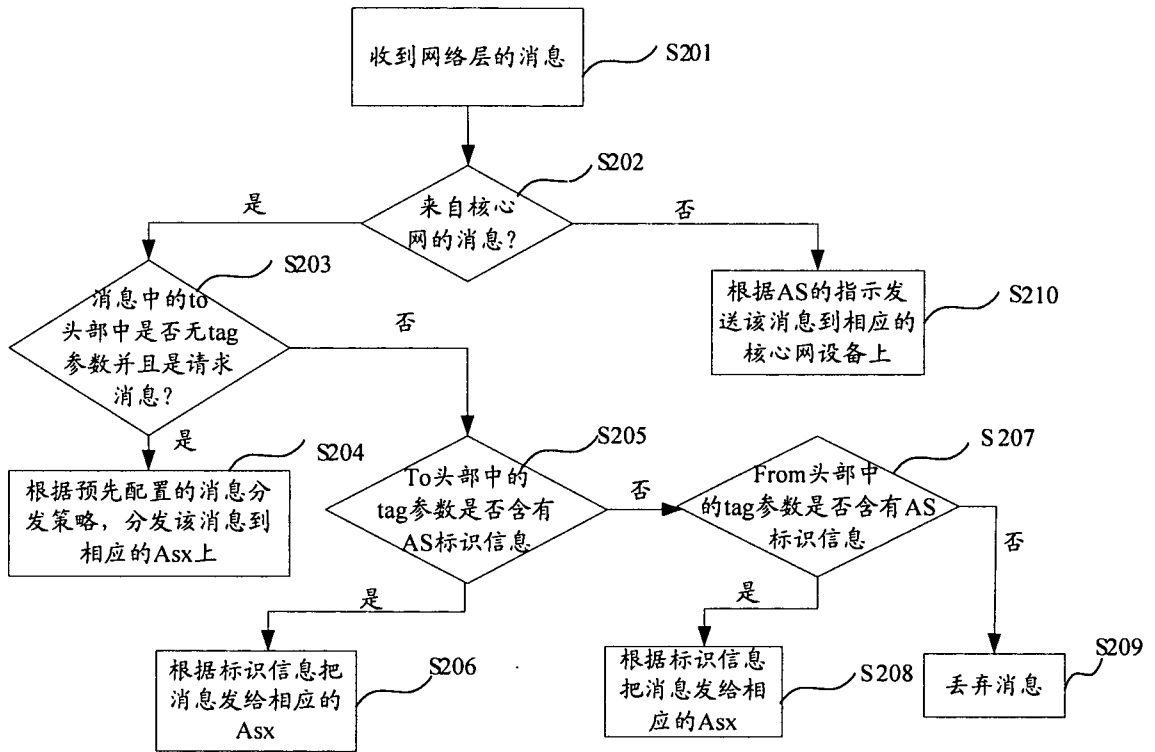 收到网络层的消息
S201
S202
来自核心
网的消息？
是
否
S203
消息中的to
头部中是否无tag
参数并且是请求
消息？
否
根据AS的指示发
送该消息到相应的
核心网设备上
S210
是
S204
根据预先配置的消息分
发策略，分发该消息到
相应的Asx上
S205
To头部中的
tag参数是否含有
AS标识信息
否
S207
From头部中
的tag参数是否含有AS
标识信息
否
是
是
S206
根据标识信息把
消息发给相应的
Asx
根据标识信息
把消息发给相
应的Asx
S208
丢弃消息
S209